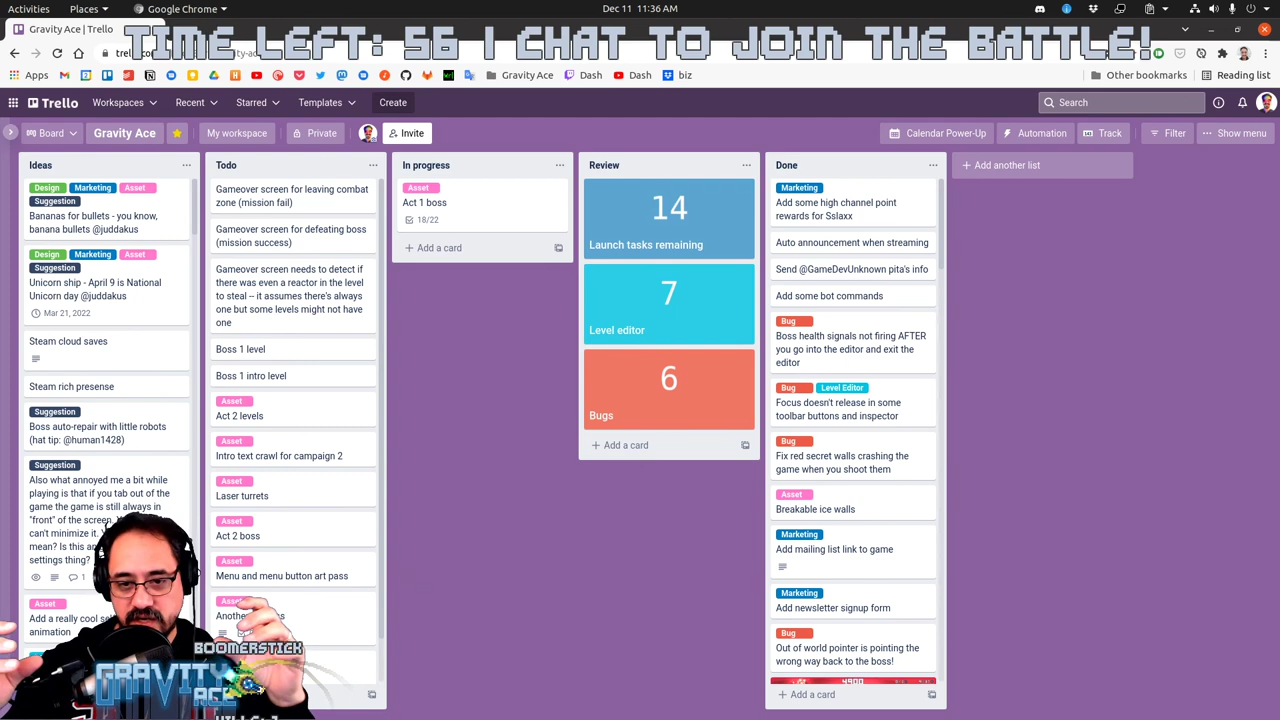 Activities
Places
Google Chrome
Dec 11  11:36 AM
Gravity Ace | Trello
TIME LEFT: 56 | CHAT TO JOIN THE BATTLE!
Apps
Gravity Ace
Dash
Dash
biz
Other bookmarks
Reading list
Trello
Workspaces
Recent
Starred
Templates
Create
Search
Board
Gravity Ace
My workspace
Private
Invite
Calendar Power-Up
Automation
Track
Filter
Show menu
Ideas
Design Marketing Asset
Suggestion
Bananas for bullets - you know,
banana bullets @juddakus
Design Marketing Asset
Suggestion
Unicorn ship - April 9 is National
Unicorn day @juddakus
Mar 21, 2022
Steam cloud saves
Steam rich presense
Suggestion
Boss auto-repair with little robots
(hat tip: @human1428)
Suggestion
Also what annoyed me a bit while
playing is that if you tab out of the
game the game is still always in
"front" of the screen.
can't minimize it.
mean? Is this
settings thing?
1
Asset
Add a really cool
animation
Todo
Gameover screen for leaving combat
zone (mission fail)
Gameover screen for defeating boss
(mission success)
Gameover screen needs to detect if
there was even a reactor in the level
to steal -- it assumes there's always
one but some levels might not have
one
Boss 1 level
Boss 1 intro level
Asset
Act 2 levels
Asset
Intro text crawl for campaign 2
Asset
Laser turrets
Asset
Act 2 boss
Asset
Menu and menu button art pass
BOOMERSTICK
GRAVITY
ACE
In progress
Asset
Act 1 boss
18/22
+ Add a card
Review
14
Launch tasks remaining
7
Level editor
6
Bugs
+ Add a card
Done
Marketing
Add some high channel point
rewards for Sslaxx
Auto announcement when streaming
Send @GameDevUnknown pita's info
Add some bot commands
Bug
Boss health signals not firing AFTER
you go into the editor and exit the
editor
Bug Level Editor
Focus doesn't release in some
toolbar buttons and inspector
Bug
Fix red secret walls crashing the
game when you shoot them
Asset
Breakable ice walls
Marketing
Add mailing list link to game
Marketing
Add newsletter signup form
Bug
Out of world pointer is pointing the
wrong way back to the boss!
4900
+ Add a card
+ Add another list